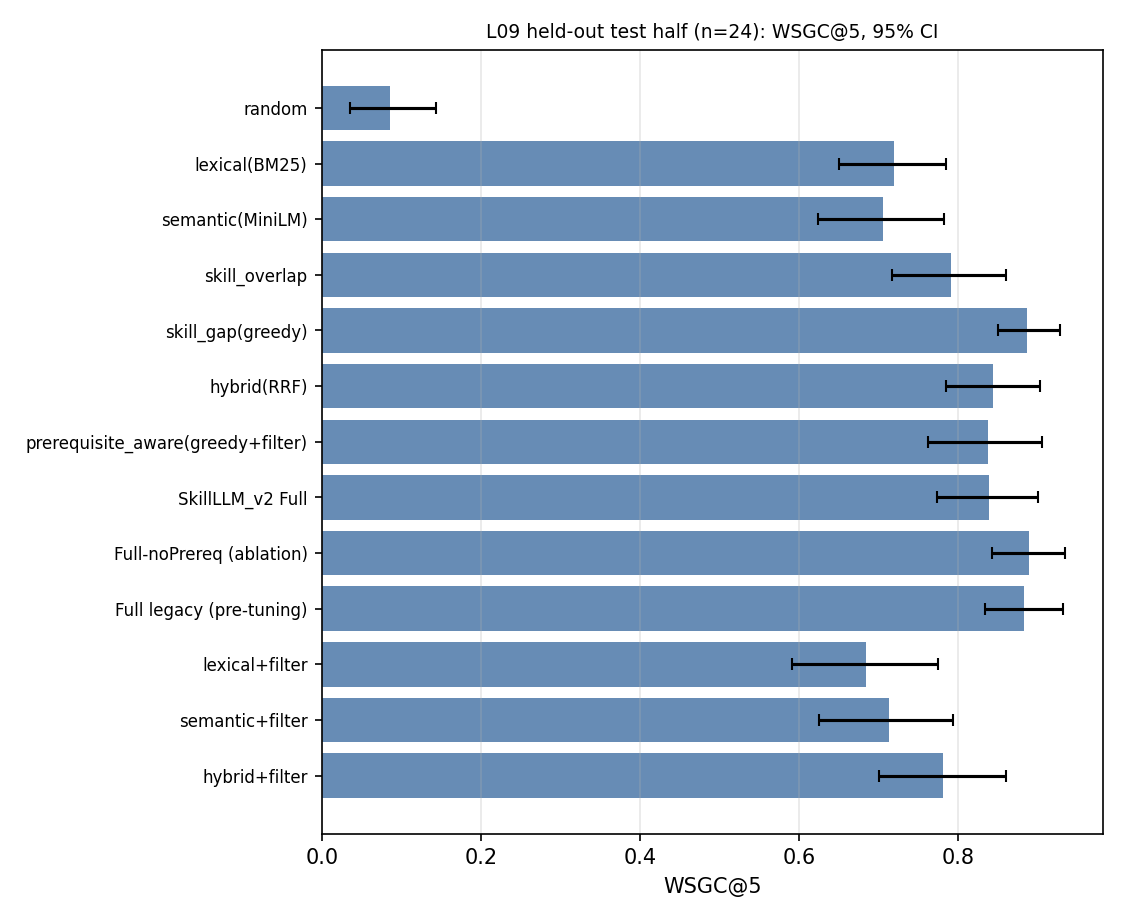 L09 held-out test half (n=24): WSGC@5, 95% CI
random
lexical(BM25)
semantic(MiniLM)
skill_overlap
skill_gap(greedy)
hybrid(RRF)
prerequisite_aware(greedy+filter)
SkillLLM_v2 Full
Full-noPrereq (ablation)
Full legacy (pre-tuning)
lexical+filter
semantic+filter
hybrid+filter
0.0 0.2 0.4 0.6 0.8
WSGC@5